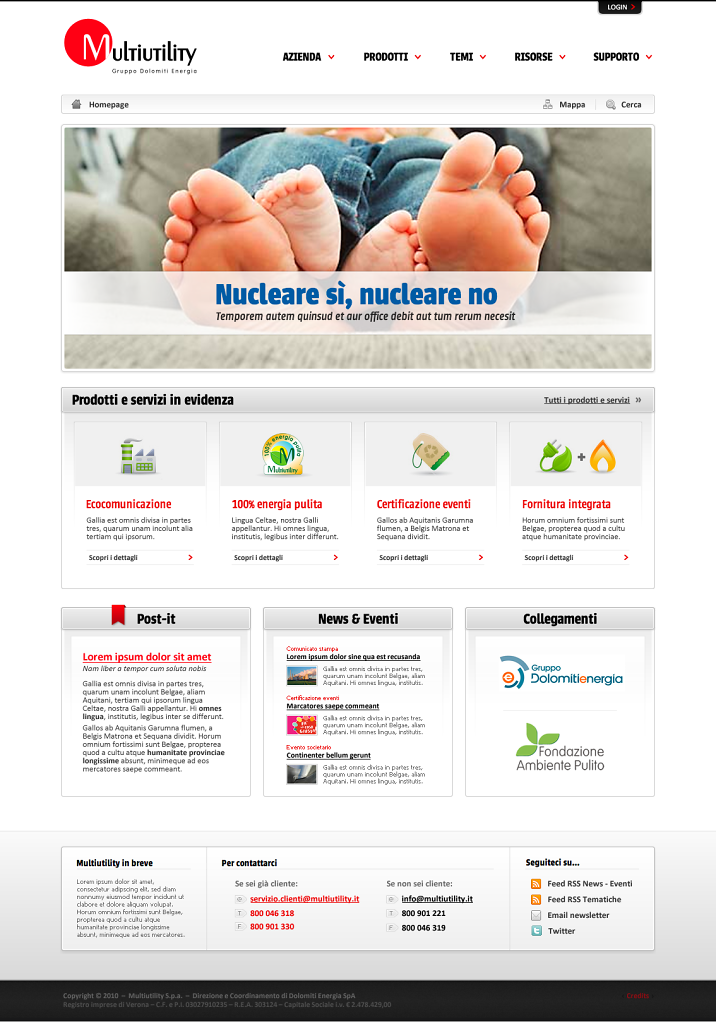 LOGIN
Multiutility
Gruppo Dolomiti Energia
AZIENDA PRODOTTI TEMI RISORSE SUPPORTO
Homepage Mappa Cerca
Nucleare sì, nucleare no
Temporem autem quinsud et aur office debit aut tum rerum necesit
Prodotti e servizi in evidenza Tutti i prodotti e servizi »
100% energia pulita
Multiutility
Ecocomunicazione
Gallia est omnis divisa in partes
tres, quarum unam incolunt alia
tertiam qui ipsorum.
Scopri i dettagli
100% energia pulita
Lingua Celtae, nostra Galli
appellantur. Hi omnes lingua,
institutis, legibus inter differunt.
Scopri i dettagli
Certificazione eventi
Gallos ab Aquitanis Garumna
flumen, a Belgis Matrona et
Sequana dividit.
Scopri i dettagli
Fornitura integrata
Horum omnium fortissimi sunt
Belgae, propterea quod a cultu
atque humanitate provinciae.
Scopri i dettagli
Post-it
Lorem ipsum dolor sit amet
Nam liber a tempor cum soluta nobis
Gallia est omnis divisa in partes tres,
quarum unam incolunt Belgae, aliam
Aquitani, tertiam qui ipsorum lingua
Celtae, nostra Galli appellantur. Hi omnes
lingua, institutis, legibus inter se differunt.
Gallos ab Aquitanis Garumna flumen, a
Belgis Matrona et Sequana dividit. Horum
omnium fortissimi sunt Belgae, propterea
quod a cultu atque humanitate provinciae
longissime absunt, minimeque ad eos
mercatores saepe commeant.
News & Eventi
Comunicato stampa
Lorem ipsum dolor sine qua est recusanda
Gallia est omnis divisa in partes tres,
quarum unam incolunt Belgae, aliam
Aquitani. Hi omnes lingua, institutis.
Certificazione eventi
Marcatores saepe commeant
Gallia est omnis divisa in partes tres,
quarum unam incolunt Belgae, aliam
Aquitani. Hi omnes lingua, institutis.
Evento societario
Continenter bellum gerunt
Gallia est omnis divisa in partes tres,
quarum unam incolunt Belgae, aliam
Aquitani. Hi omnes lingua, institutis.
Collegamenti
Gruppo
Dolomitienergia
Fondazione
Ambiente Pulito
Multiutility in breve
Lorem ipsum dolor sit amet,
consectetur adipiscing elit, sed diam
nonnumy eiusmod tempor incidunt ut
clabore et dolore aliquam volupat.
Horum omnium fortissimi sunt Belgae,
propterea quod a cultu atque
humanitate provinciae longissime
absunt, minimeque ad eos mercatores.
Per contattarci
Se sei già cliente:
@ servizio.clienti@multiutility.it
T 800 046 318
F 800 901 330
Se non sei cliente:
@ info@multiutility.it
T 800 901 221
F 800 046 319
Seguiteci su...
Feed RSS News - Eventi
Feed RSS Tematiche
Email newsletter
Twitter
Copyright © 2010 – Multiutility S.p.a. – Direzione e Coordinamento di Dolomiti Energia SpA Credits
Registro imprese di Verona – C.F. e P.I. 03027910235 – R.E.A. 303124 – Capitale Sociale i.v. € 2.478.429,00